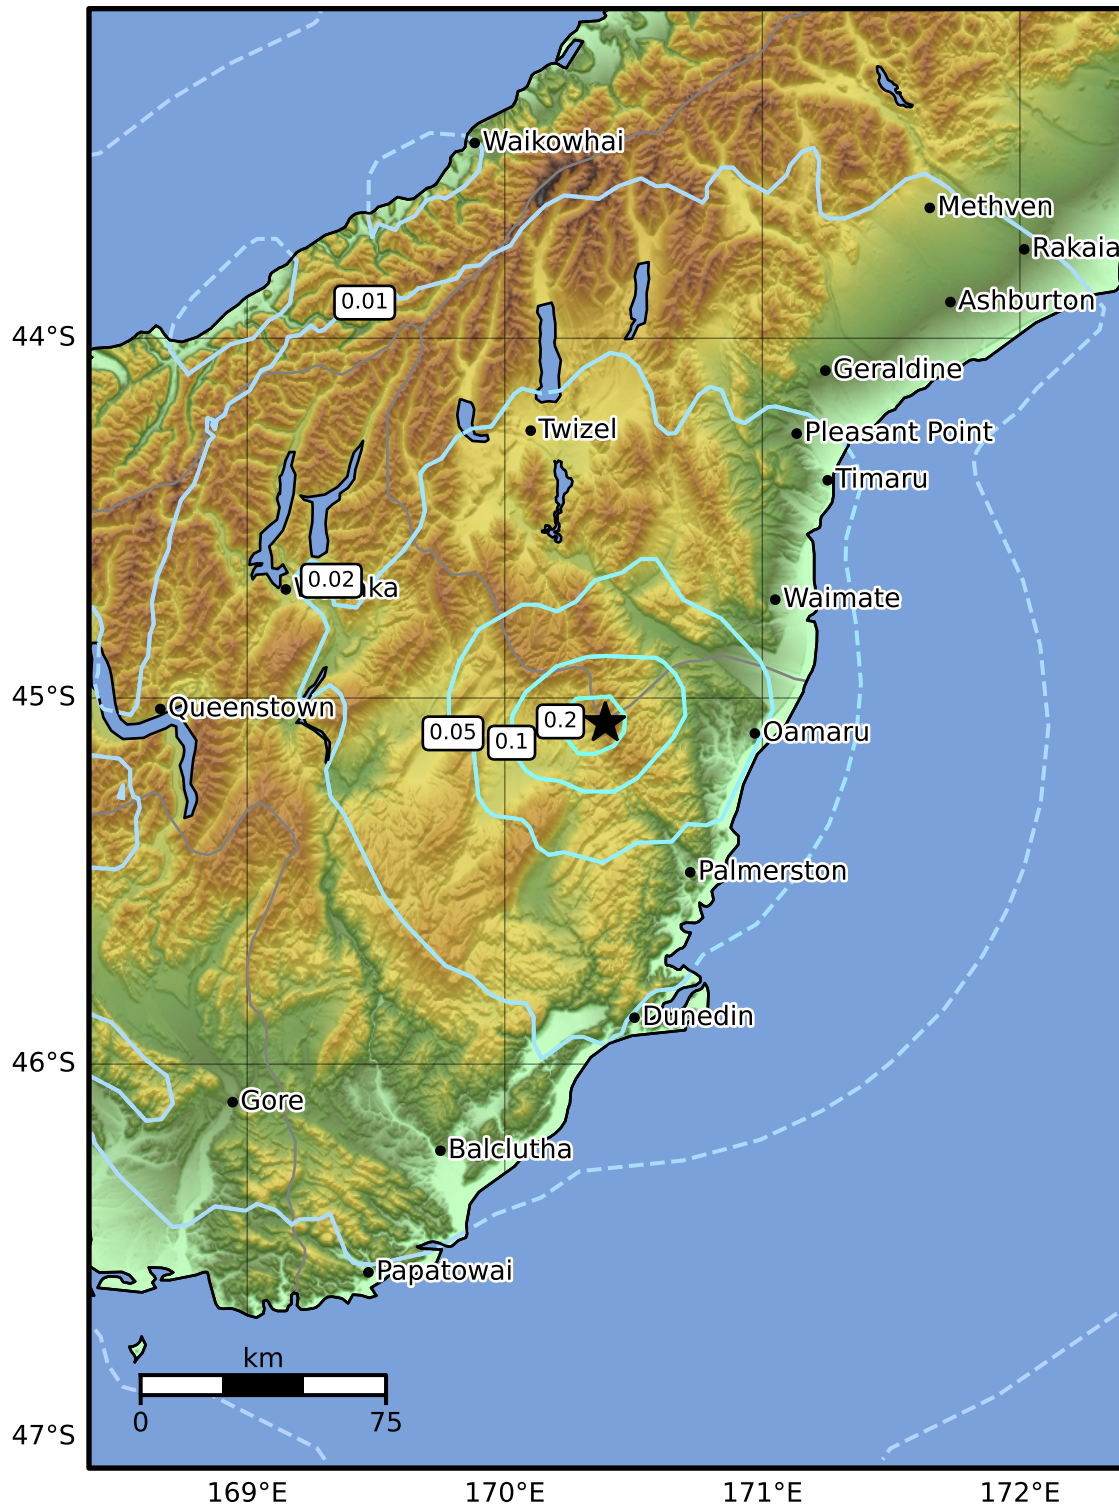 Waikowhai
Methven
Rakaia
0.01
Ashburton
44°S
Geraldine
Twizel
Pleasant Point
Timaru
0.02
ka
Waimate
Queenstown
0.05
0.1
0.2
Oamaru
45°S
Palmerston
Dunedin
46°S
Gore
Balclutha
Papatowai
km
0
75
47°S
169°E
170°E
171°E
172°E